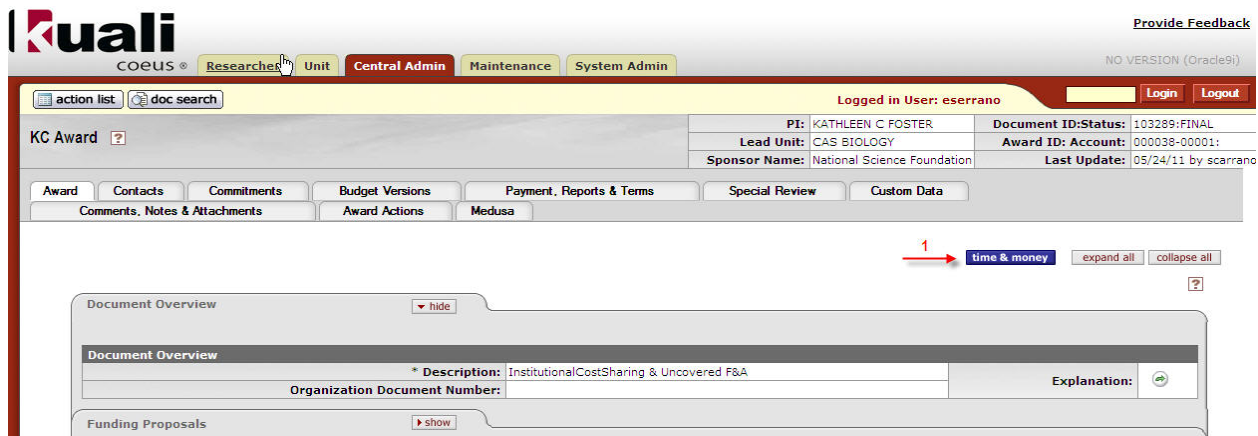 kuali
coeus ®
Provide Feedback
Researcher Unit Central Admin Maintenance System Admin
NO VERSION (Oracle9i)
action list doc search
Logged in User: eserrano
Login Logout
KC Award ?
PI: KATHLEEN C FOSTER Document ID:Status: 103289:FINAL
Lead Unit: CAS BIOLOGY Award ID: Account: 000038-00001:
Sponsor Name: National Science Foundation Last Update: 05/24/11 by scarrano
Award Contacts Commitments Budget Versions Payment, Reports & Terms Special Review Custom Data
Comments, Notes & Attachments Award Actions Medusa
1
time & money expand all collapse all
?
Document Overview hide
Document Overview
* Description: InstitutionalCostSharing & Uncovered F&A
Explanation:
Organization Document Number:
Funding Proposals show